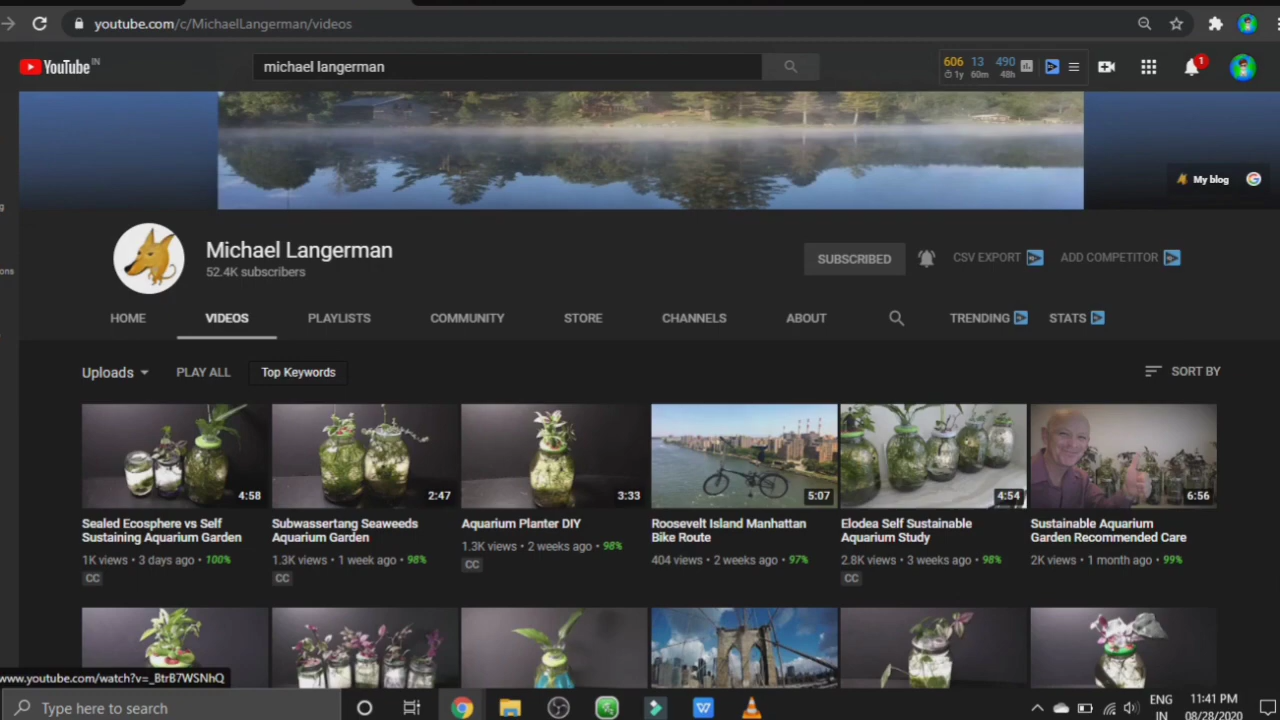 youtube.com/c/MichaelLangerman/videos
YouTube IN
michael langerman
606 13 490
1y 60m 48h
1
My blog
Michael Langerman
52.4K subscribers
SUBSCRIBED
CSV EXPORT
ADD COMPETITOR
HOME VIDEOS PLAYLISTS COMMUNITY STORE CHANNELS ABOUT TRENDING STATS
ons
Uploads PLAY ALL Top Keywords SORT BY
4:58
2:47
3:33
5:07
4:54
6:56
Sealed Ecosphere vs Self
Sustaining Aquarium Garden
1K views • 3 days ago • 100%
CC
Subwassertang Seaweeds
Aquarium Garden
1.3K views • 1 week ago • 98%
CC
Aquarium Planter DIY
1.3K views • 2 weeks ago • 98%
CC
Roosevelt Island Manhattan
Bike Route
404 views • 2 weeks ago • 97%
Elodea Self Sustainable
Aquarium Study
2.8K views • 3 weeks ago • 98%
CC
Sustainable Aquarium
Garden Recommended Care
2K views • 1 month ago • 99%
www.youtube.com/watch?v=_BtrB7WSNhQ
Type here to search
W
ENG
IN
11:41 PM
08/28/2020